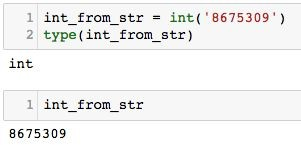 1 int_from_str = int('8675309')
2 type(int_from_str)
int
1 int_from_str
8675309